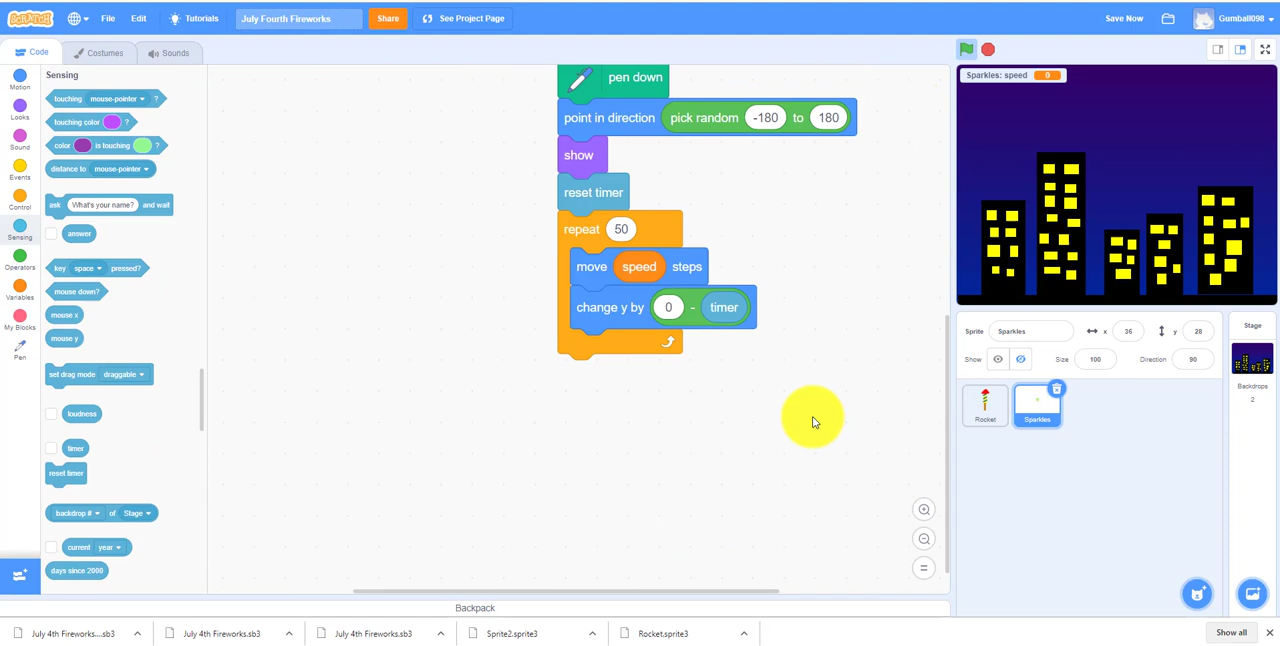 SCRATCH File Edit Tutorials July Fourth Fireworks Share See Project Page Save Now Gumball098
Code Costumes Sounds
Motion
Looks
Sound
Events
Control
Sensing
Operators
Variables
My Blocks
Pen
Sensing
touching mouse-pointer ?
touching color ?
color is touching ?
distance to mouse-pointer
ask What's your name? and wait
answer
key space pressed?
mouse down?
mouse x
mouse y
set drag mode draggable
loudness
timer
reset timer
backdrop # of Stage
current year
days since 2000
pen down
point in direction pick random -180 to 180
show
reset timer
repeat 50
move speed steps
change y by 0 - timer
Sparkles: speed 0
Sprite Sparkles x 36 y 28
Show Size 100 Direction 90
Rocket
Sparkles
Stage
Backdrops
2
Backpack
July 4th Fireworks....sb3 July 4th Fireworks.sb3 July 4th Fireworks.sb3 Sprite2.sprite3 Rocket.sprite3 Show all